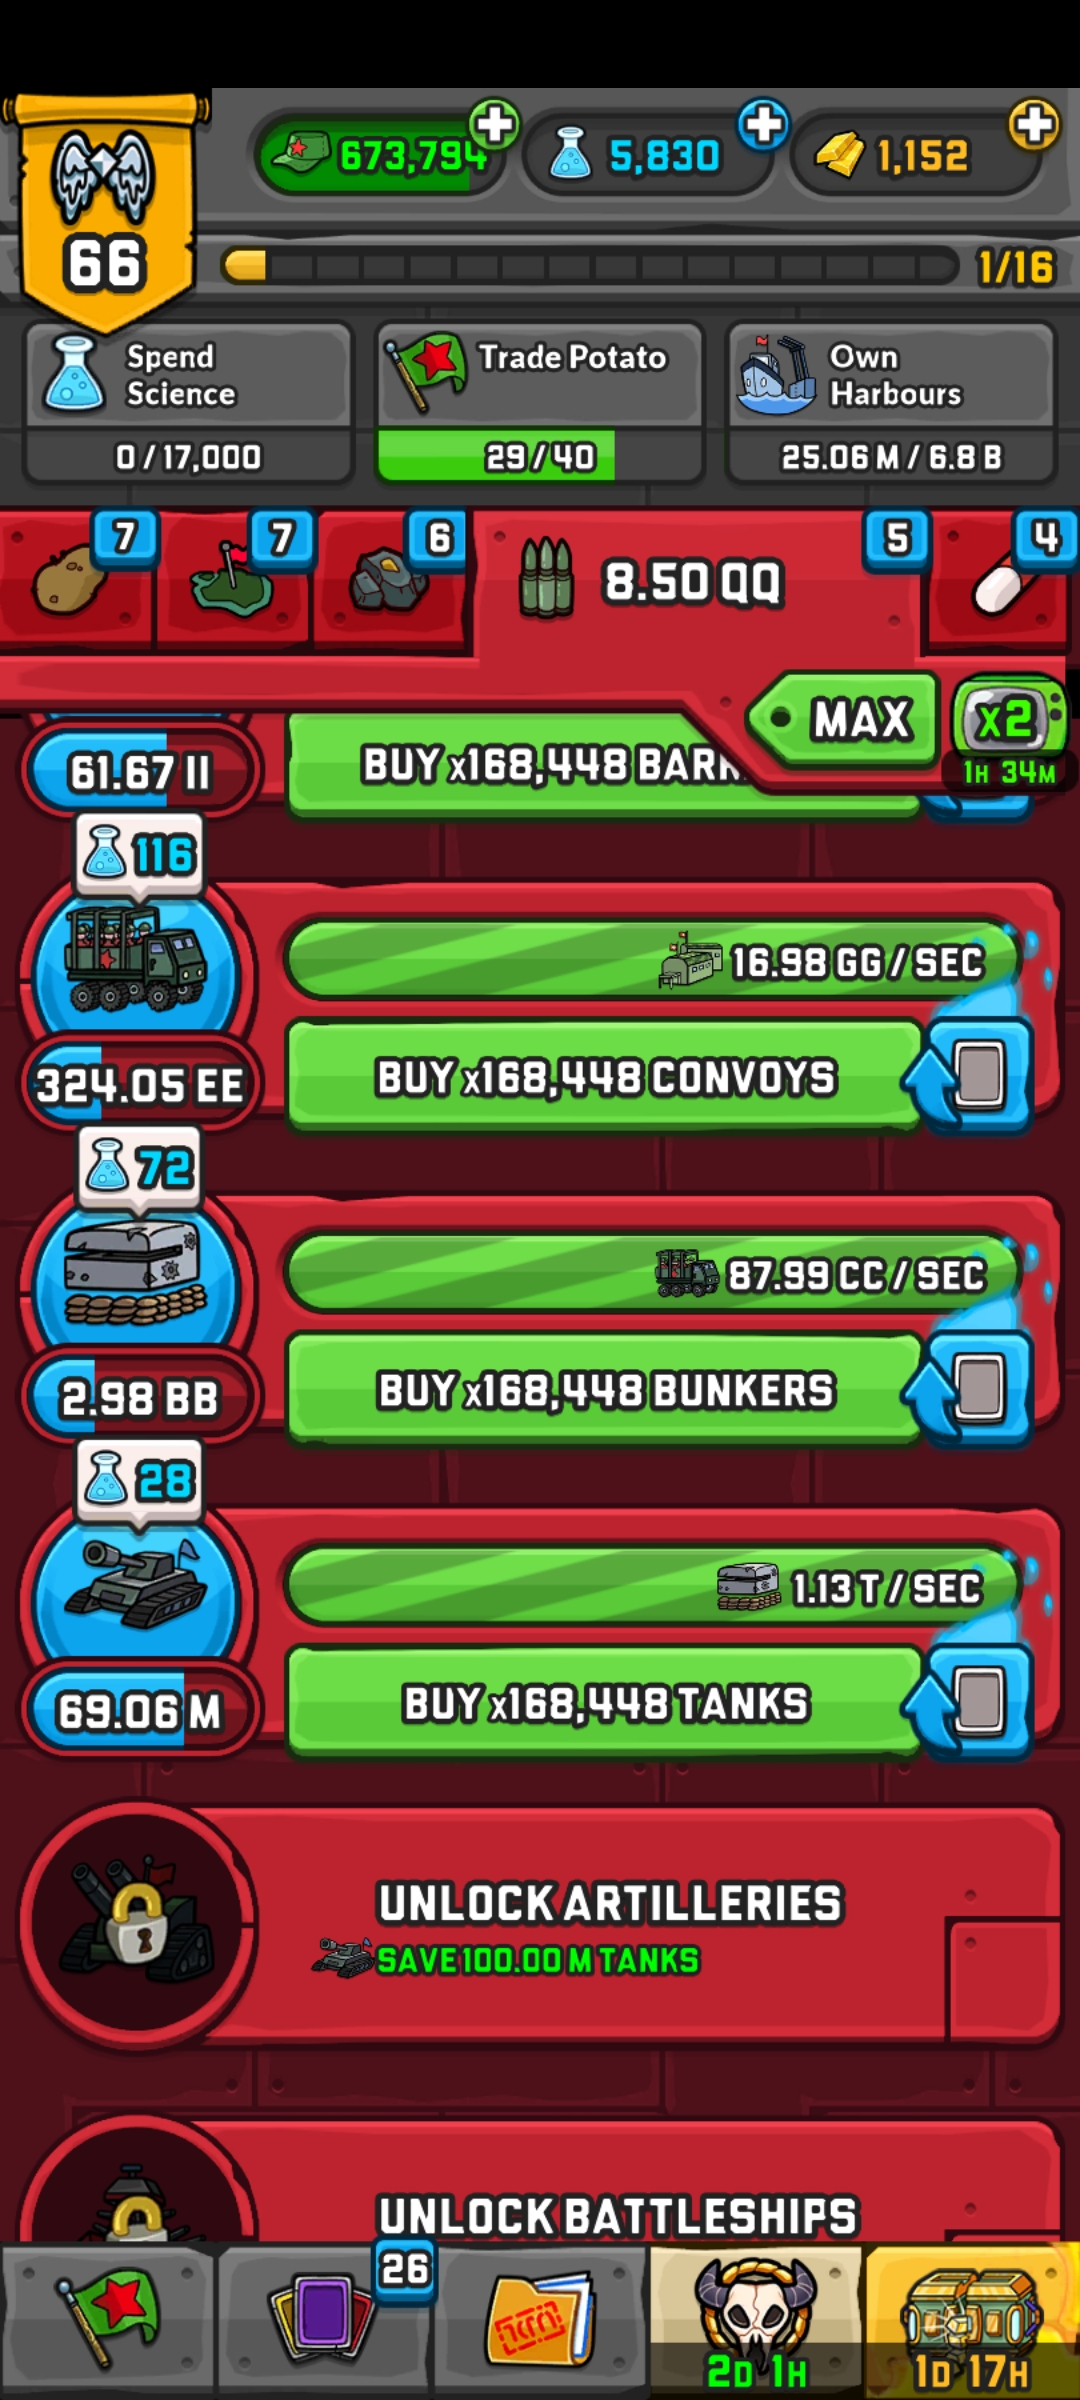 673,794
5,830
1,152
66
1/16
Spend
Science
0/17,000
Trade Potato
29/40
Own
Harbours
25.06 M / 6.8 B
7
7
6
8.50 QQ
5
4
MAX
x2
1H 34M
61.67 II
BUY x168,448 BARR.
116
16.98 GG / SEC
324.05 EE
BUY x168,448 CONVOYS
72
87.99 CC / SEC
2.98 BB
BUY x168,448 BUNKERS
28
1.13 T / SEC
69.06 M
BUY x168,448 TANKS
UNLOCK ARTILLERIES
SAVE 100.00 M TANKS
UNLOCK BATTLESHIPS
26
2D 1H
1D 17H